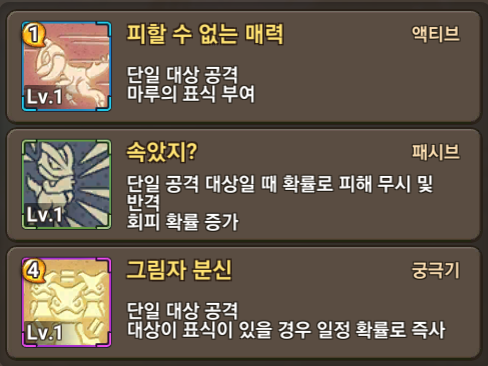 1
피할 수 없는 매력
액티브
단일 대상 공격
마루의 표식 부여
Lv.1
속았지?
패시브
단일 공격 대상일 때 확률로 피해 무시 및
반격
회피 확률 증가
Lv.1
4
그림자 분신
궁극기
단일 대상 공격
대상이 표식이 있을 경우 일정 확률로 즉사
Lv.1